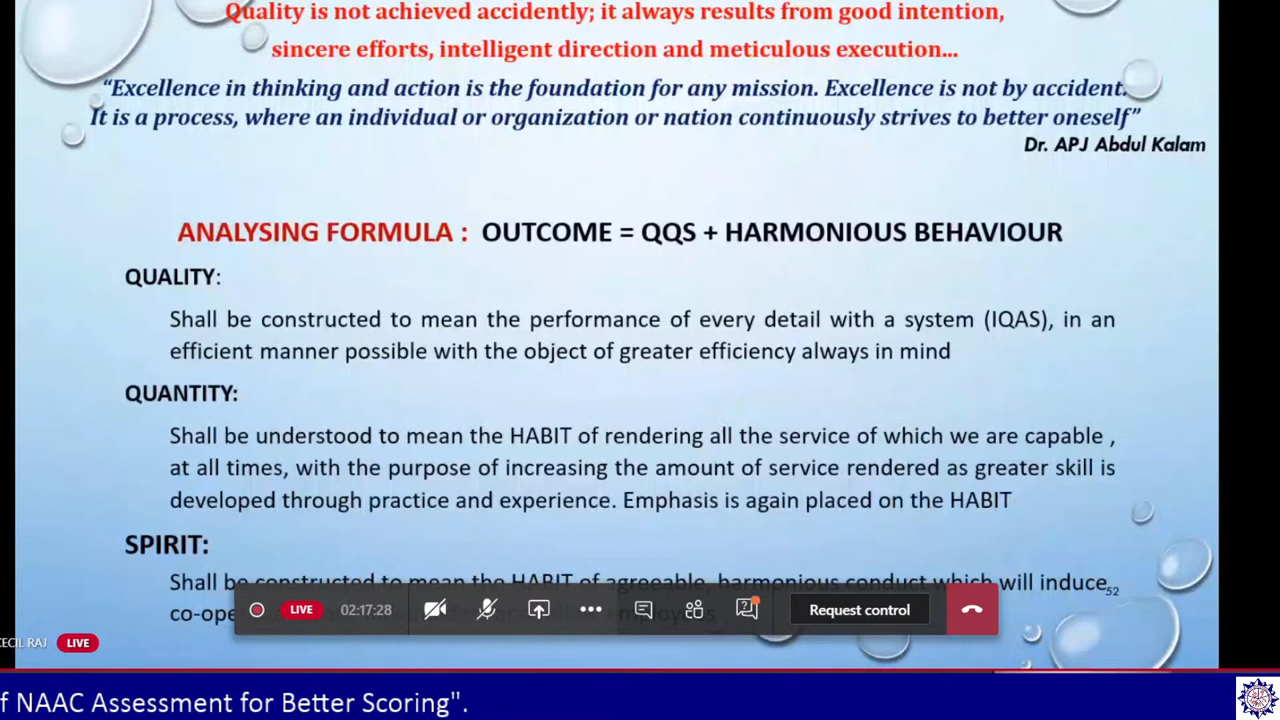 Quality is not achieved accidently; it always results from good intention,
sincere efforts, intelligent direction and meticulous execution...
“Excellence in thinking and action is the foundation for any mission. Excellence is not by accident.
It is a process, where an individual or organization or nation continuously strives to better oneself”
Dr. APJ Abdul Kalam
ANALYSING FORMULA : OUTCOME = QQS + HARMONIOUS BEHAVIOUR
QUALITY:
Shall be constructed to mean the performance of every detail with a system (IQAS), in an
efficient manner possible with the object of greater efficiency always in mind
QUANTITY:
Shall be understood to mean the HABIT of rendering all the service of which we are capable ,
at all times, with the purpose of increasing the amount of service rendered as greater skill is
developed through practice and experience. Emphasis is again placed on the HABIT
SPIRIT:
Shall be constructed to mean the HABIT of agreeable, harmonious conduct which will induce
52
LIVE 02:17:28 Request control
CECIL RAJ LIVE
f NAAC Assessment for Better Scoring".